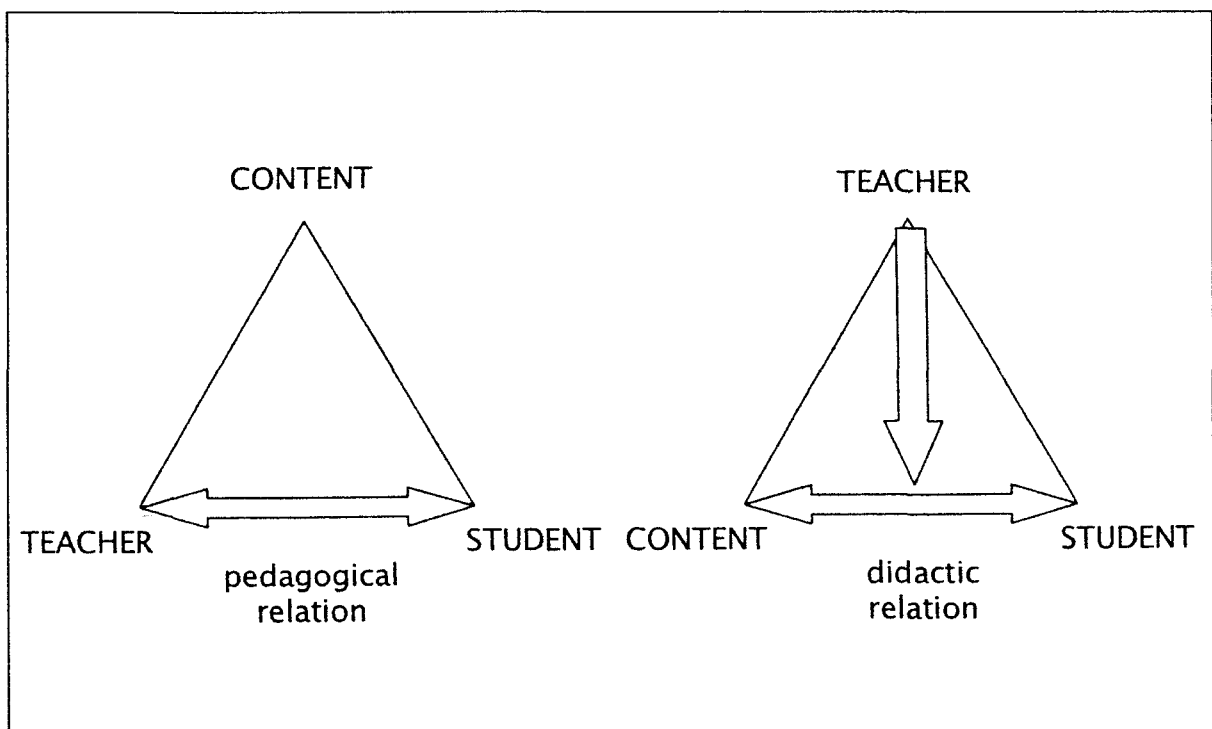 CONTENT
TEACHER
TEACHER
STUDENT
pedagogical
relation
CONTENT
STUDENT
didactic
relation